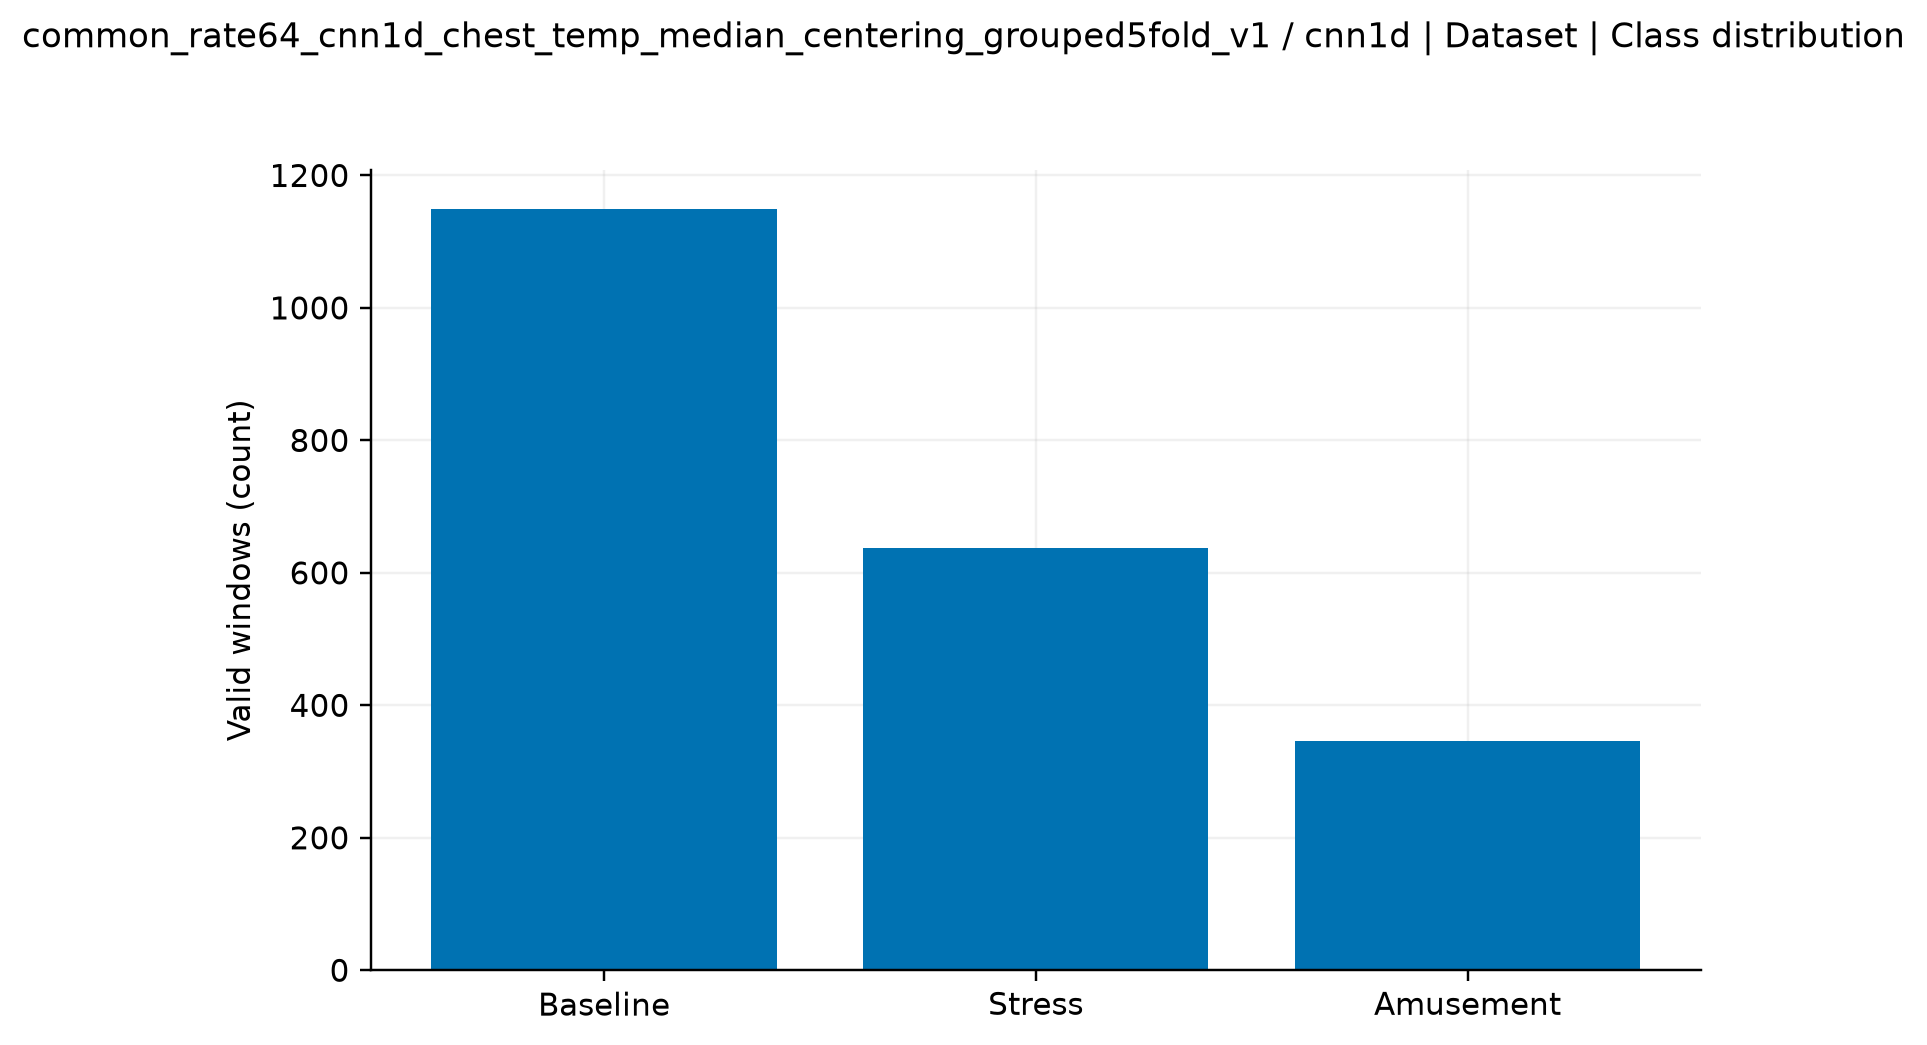 common_rate64_cnn1d_chest_temp_median_centering_grouped5fold_v1 / cnn1d | Dataset | Class distribution
1200
1000
800
600
400
200
0
Valid windows (count)
Baseline
Stress
Amusement